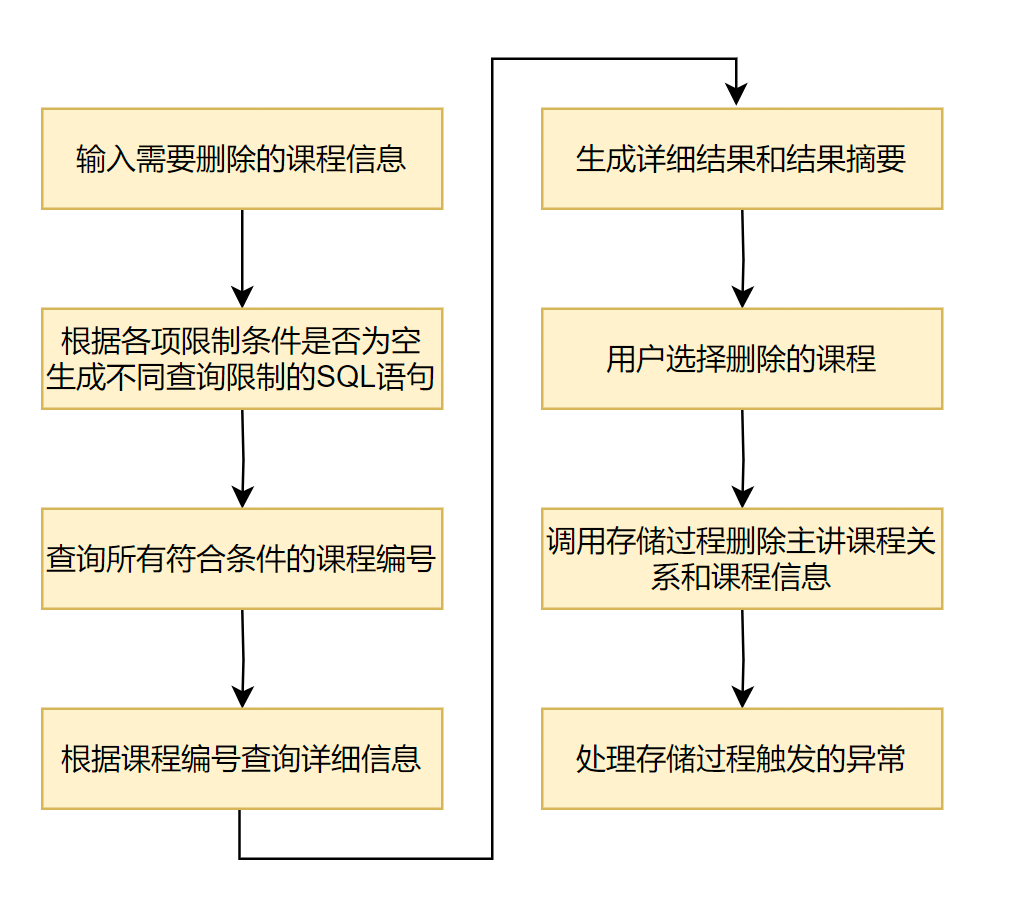 输入需要删除的课程信息
根据各项限制条件是否为空
生成不同查询限制的SQL语句
查询所有符合条件的课程编号
根据课程编号查询详细信息
生成详细结果和结果摘要
用户选择删除的课程
调用存储过程删除主讲课程关
系和课程信息
处理存储过程触发的异常